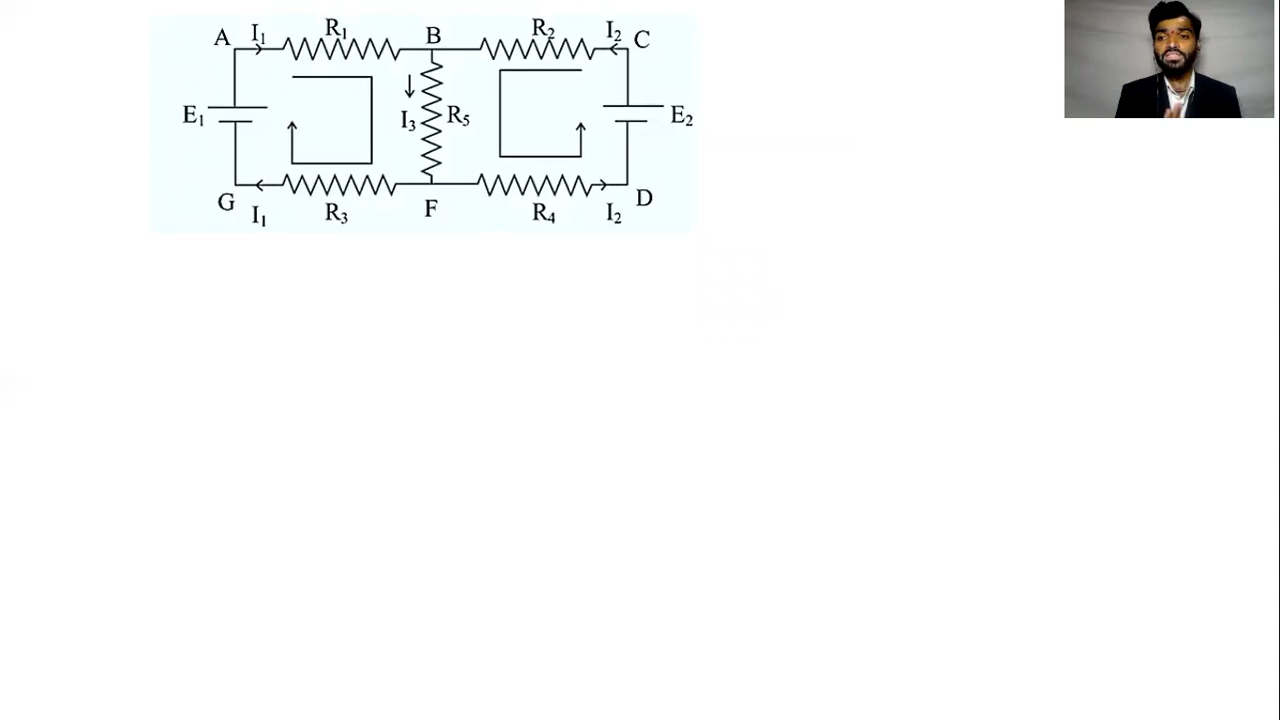 A I₁ R₁ B R₂ I₂ C
E₁ I₃ R₅ E₂
G I₁ R₃ F R₄ I₂ D